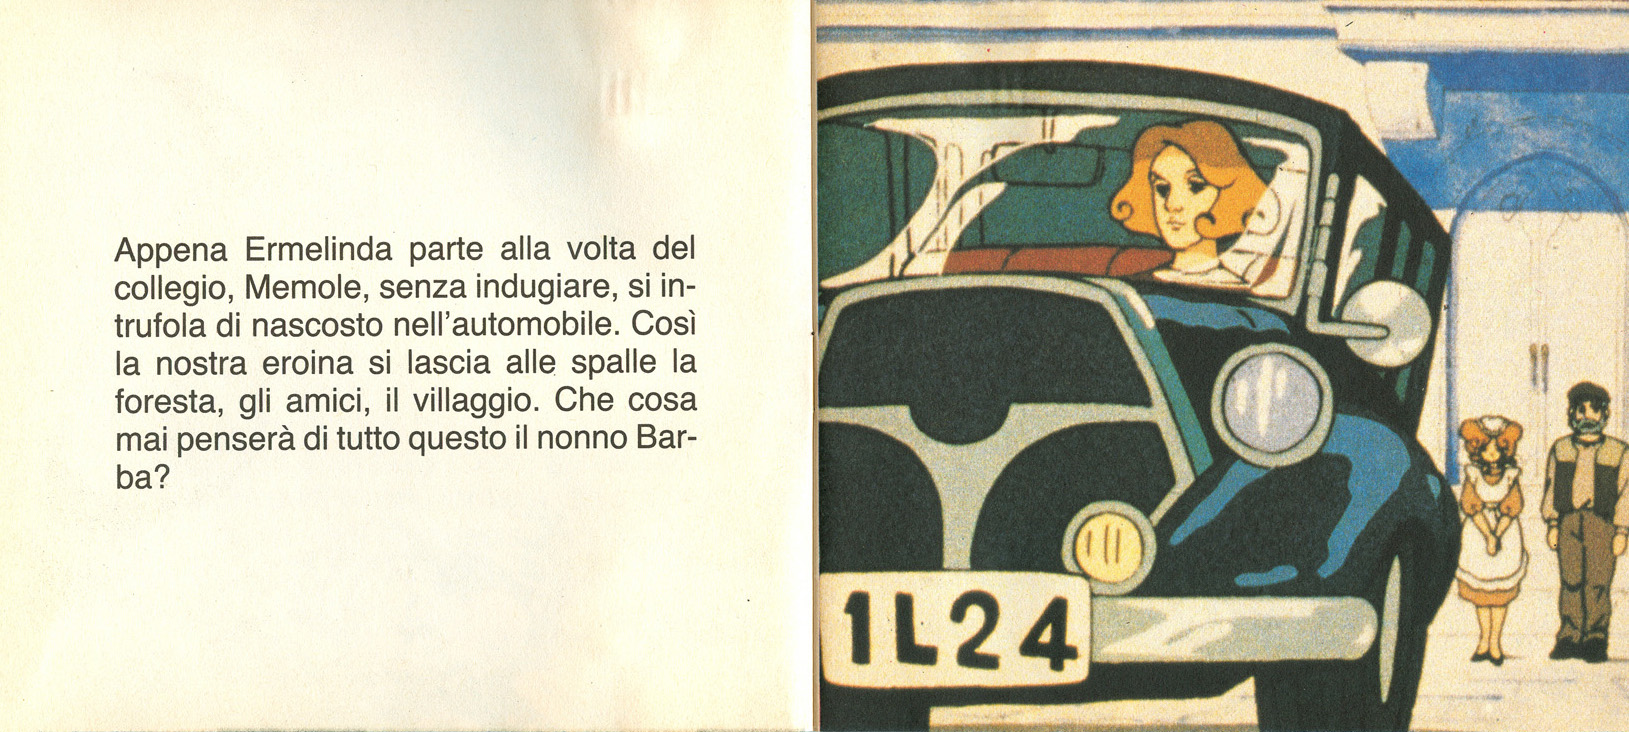 Appena Ermelinda parte alla volta del
collegio, Memole, senza indugiare, si in-
trufola di nascosto nell'automobile. Così
la nostra eroina si lascia alle spalle la
foresta, gli amici, il villaggio. Che cosa
mai penserà di tutto questo il nonno Bar-
ba?
1L24